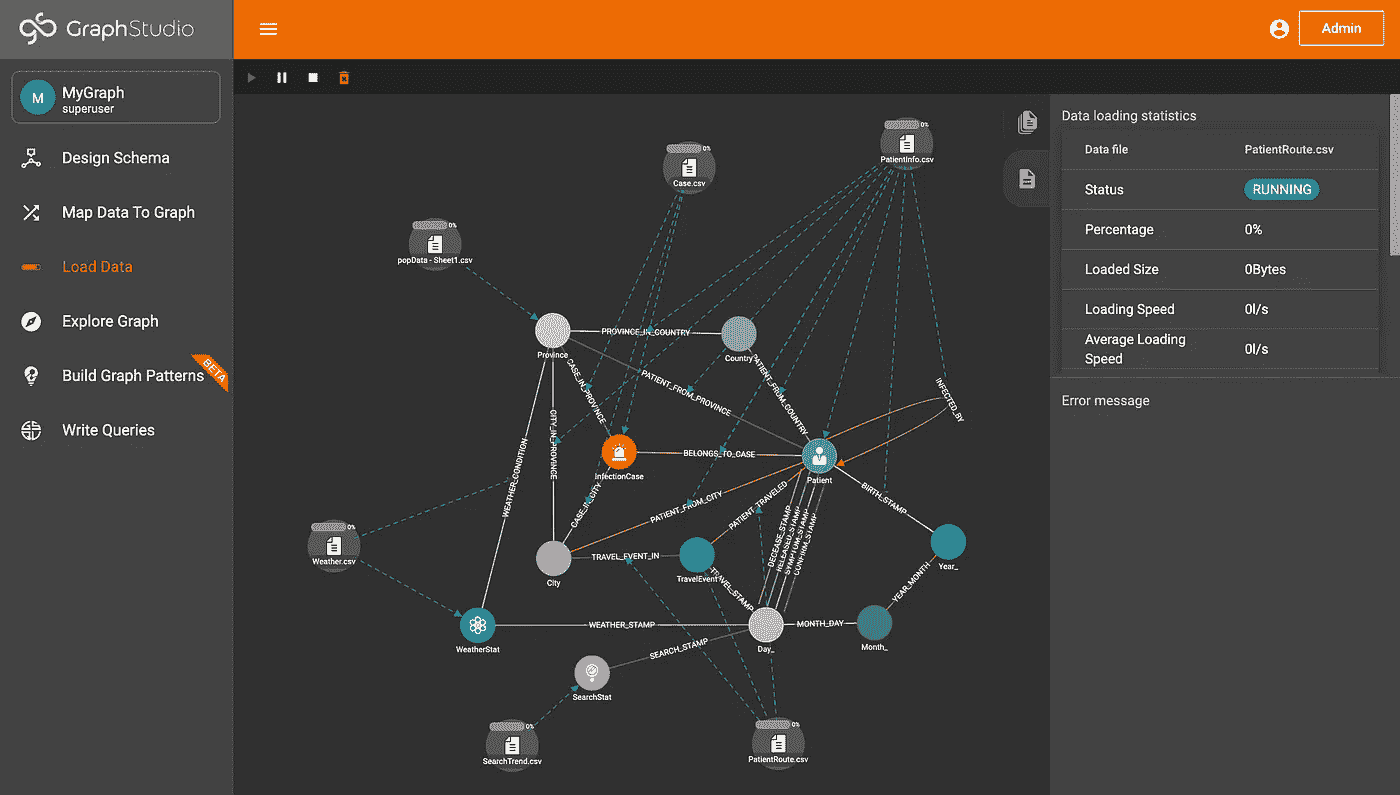 GraphStudio
Admin
M
MyGraph
superuser
Design Schema
Map Data To Graph
Load Data
Explore Graph
Build Graph Patterns
BETA
Write Queries
0%
Case.csv
0%
PatientInfo.csv
0%
popData - Sheet1.csv
Province
PROVINCE_IN_COUNTRY
Country
CASE_IN_PROVINCE
PATIENT_FROM_PROVINCE
PATIENT_FROM_COUNTRY
INFECTED_BY
CITY_IN_PROVINCE
WEATHER_CONDITION
InfectionCase
BELONGS_TO_CASE
Patient
CASE_IN_CITY
PATIENT_FROM_CITY
PATIENT_TRAVELED
BIRTH_STAMP
DECEASE_STAMP
RELEASED_STAMP
SYMPTOM_STAMP
CONFIRM_STAMP
0%
Weather.csv
City
TRAVEL_EVENT_IN
TravelEvent
TRAVEL_STAMP
Year_
YEAR_MONTH
WeatherStat
WEATHER_STAMP
Day_
MONTH_DAY
Month_
SEARCH_STAMP
SearchStat
0%
SearchTrend.csv
0%
PatientRoute.csv
Data loading statistics
Data file PatientRoute.csv
Status RUNNING
Percentage 0%
Loaded Size 0Bytes
Loading Speed 0l/s
Average Loading
Speed 0l/s
Error message